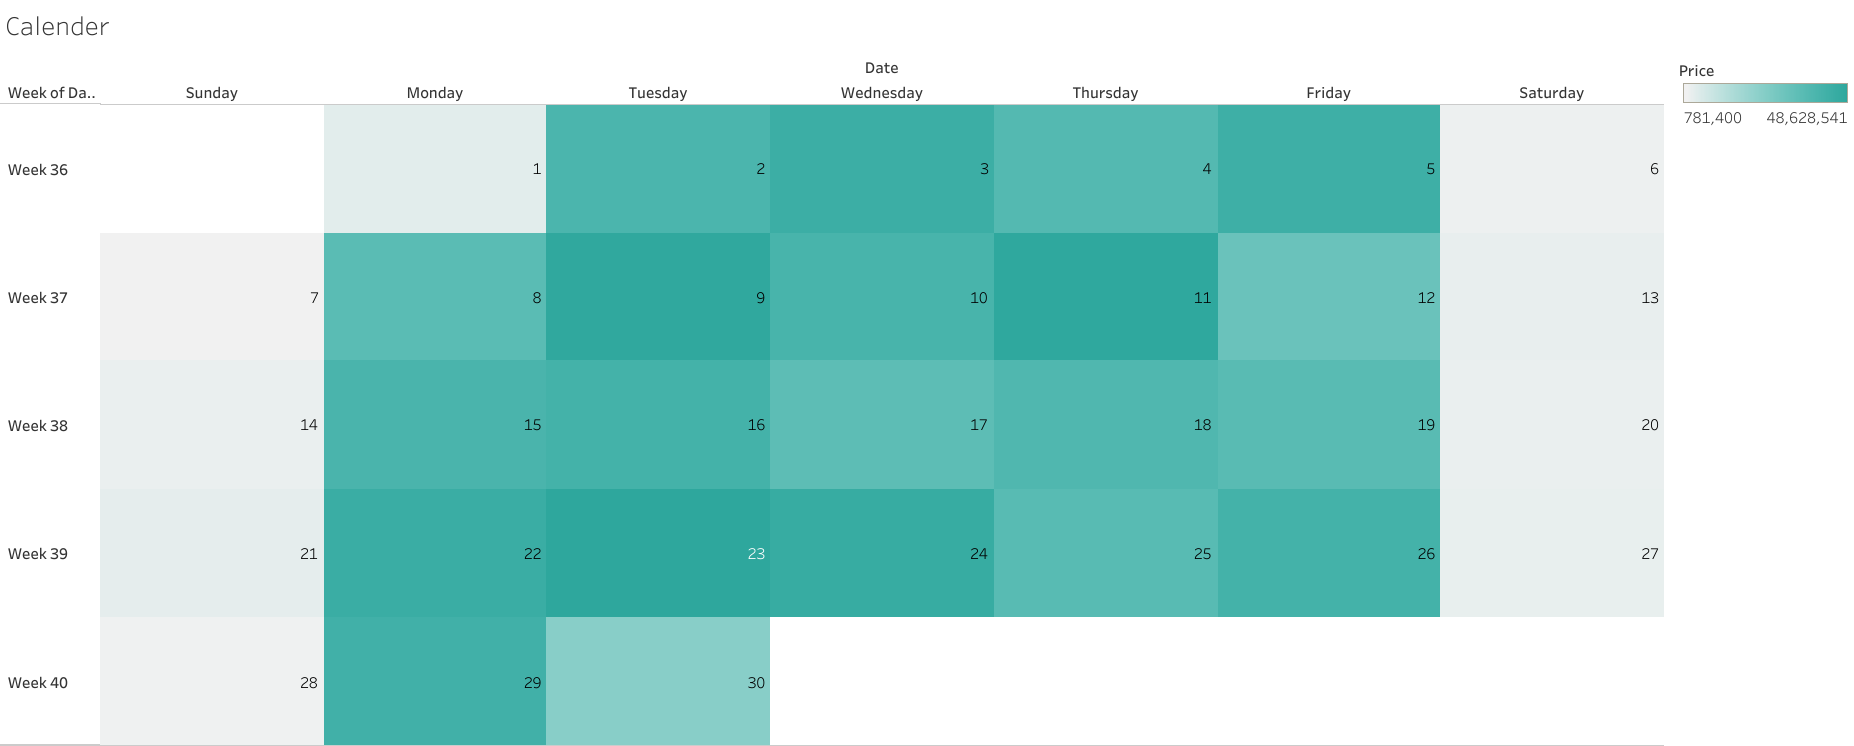 Calender
Date
Week of Da.. Sunday Monday Tuesday Wednesday Thursday Friday Saturday
Price
781,400 48,628,541
Week 36 1 2 3 4 5 6
Week 37 7 8 9 10 11 12 13
Week 38 14 15 16 17 18 19 20
Week 39 21 22 23 24 25 26 27
Week 40 28 29 30